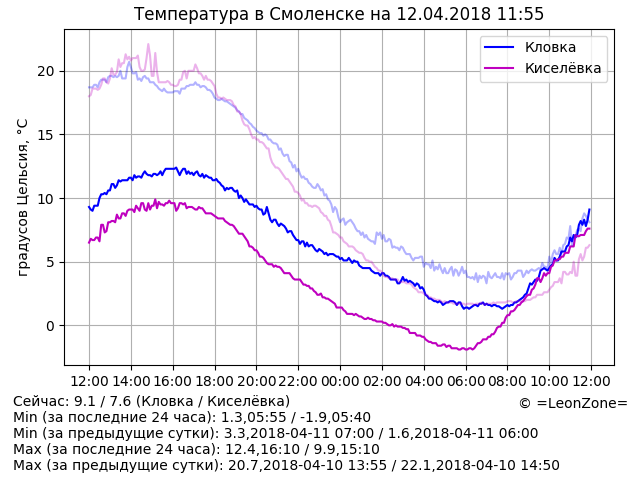 Температура в Смоленске на 12.04.2018 11:55
градусов Цельсия, °C
20
15
10
5
0
Кловка
Киселёвка
12:00 14:00 16:00 18:00 20:00 22:00 00:00 02:00 04:00 06:00 08:00 10:00 12:00
Сейчас: 9.1 / 7.6 (Кловка / Киселёвка)
© =LeonZone=
Min (за последние 24 часа): 1.3,05:55 / -1.9,05:40
Min (за предыдущие сутки): 3.3,2018-04-11 07:00 / 1.6,2018-04-11 06:00
Max (за последние 24 часа): 12.4,16:10 / 9.9,15:10
Max (за предыдущие сутки): 20.7,2018-04-10 13:55 / 22.1,2018-04-10 14:50